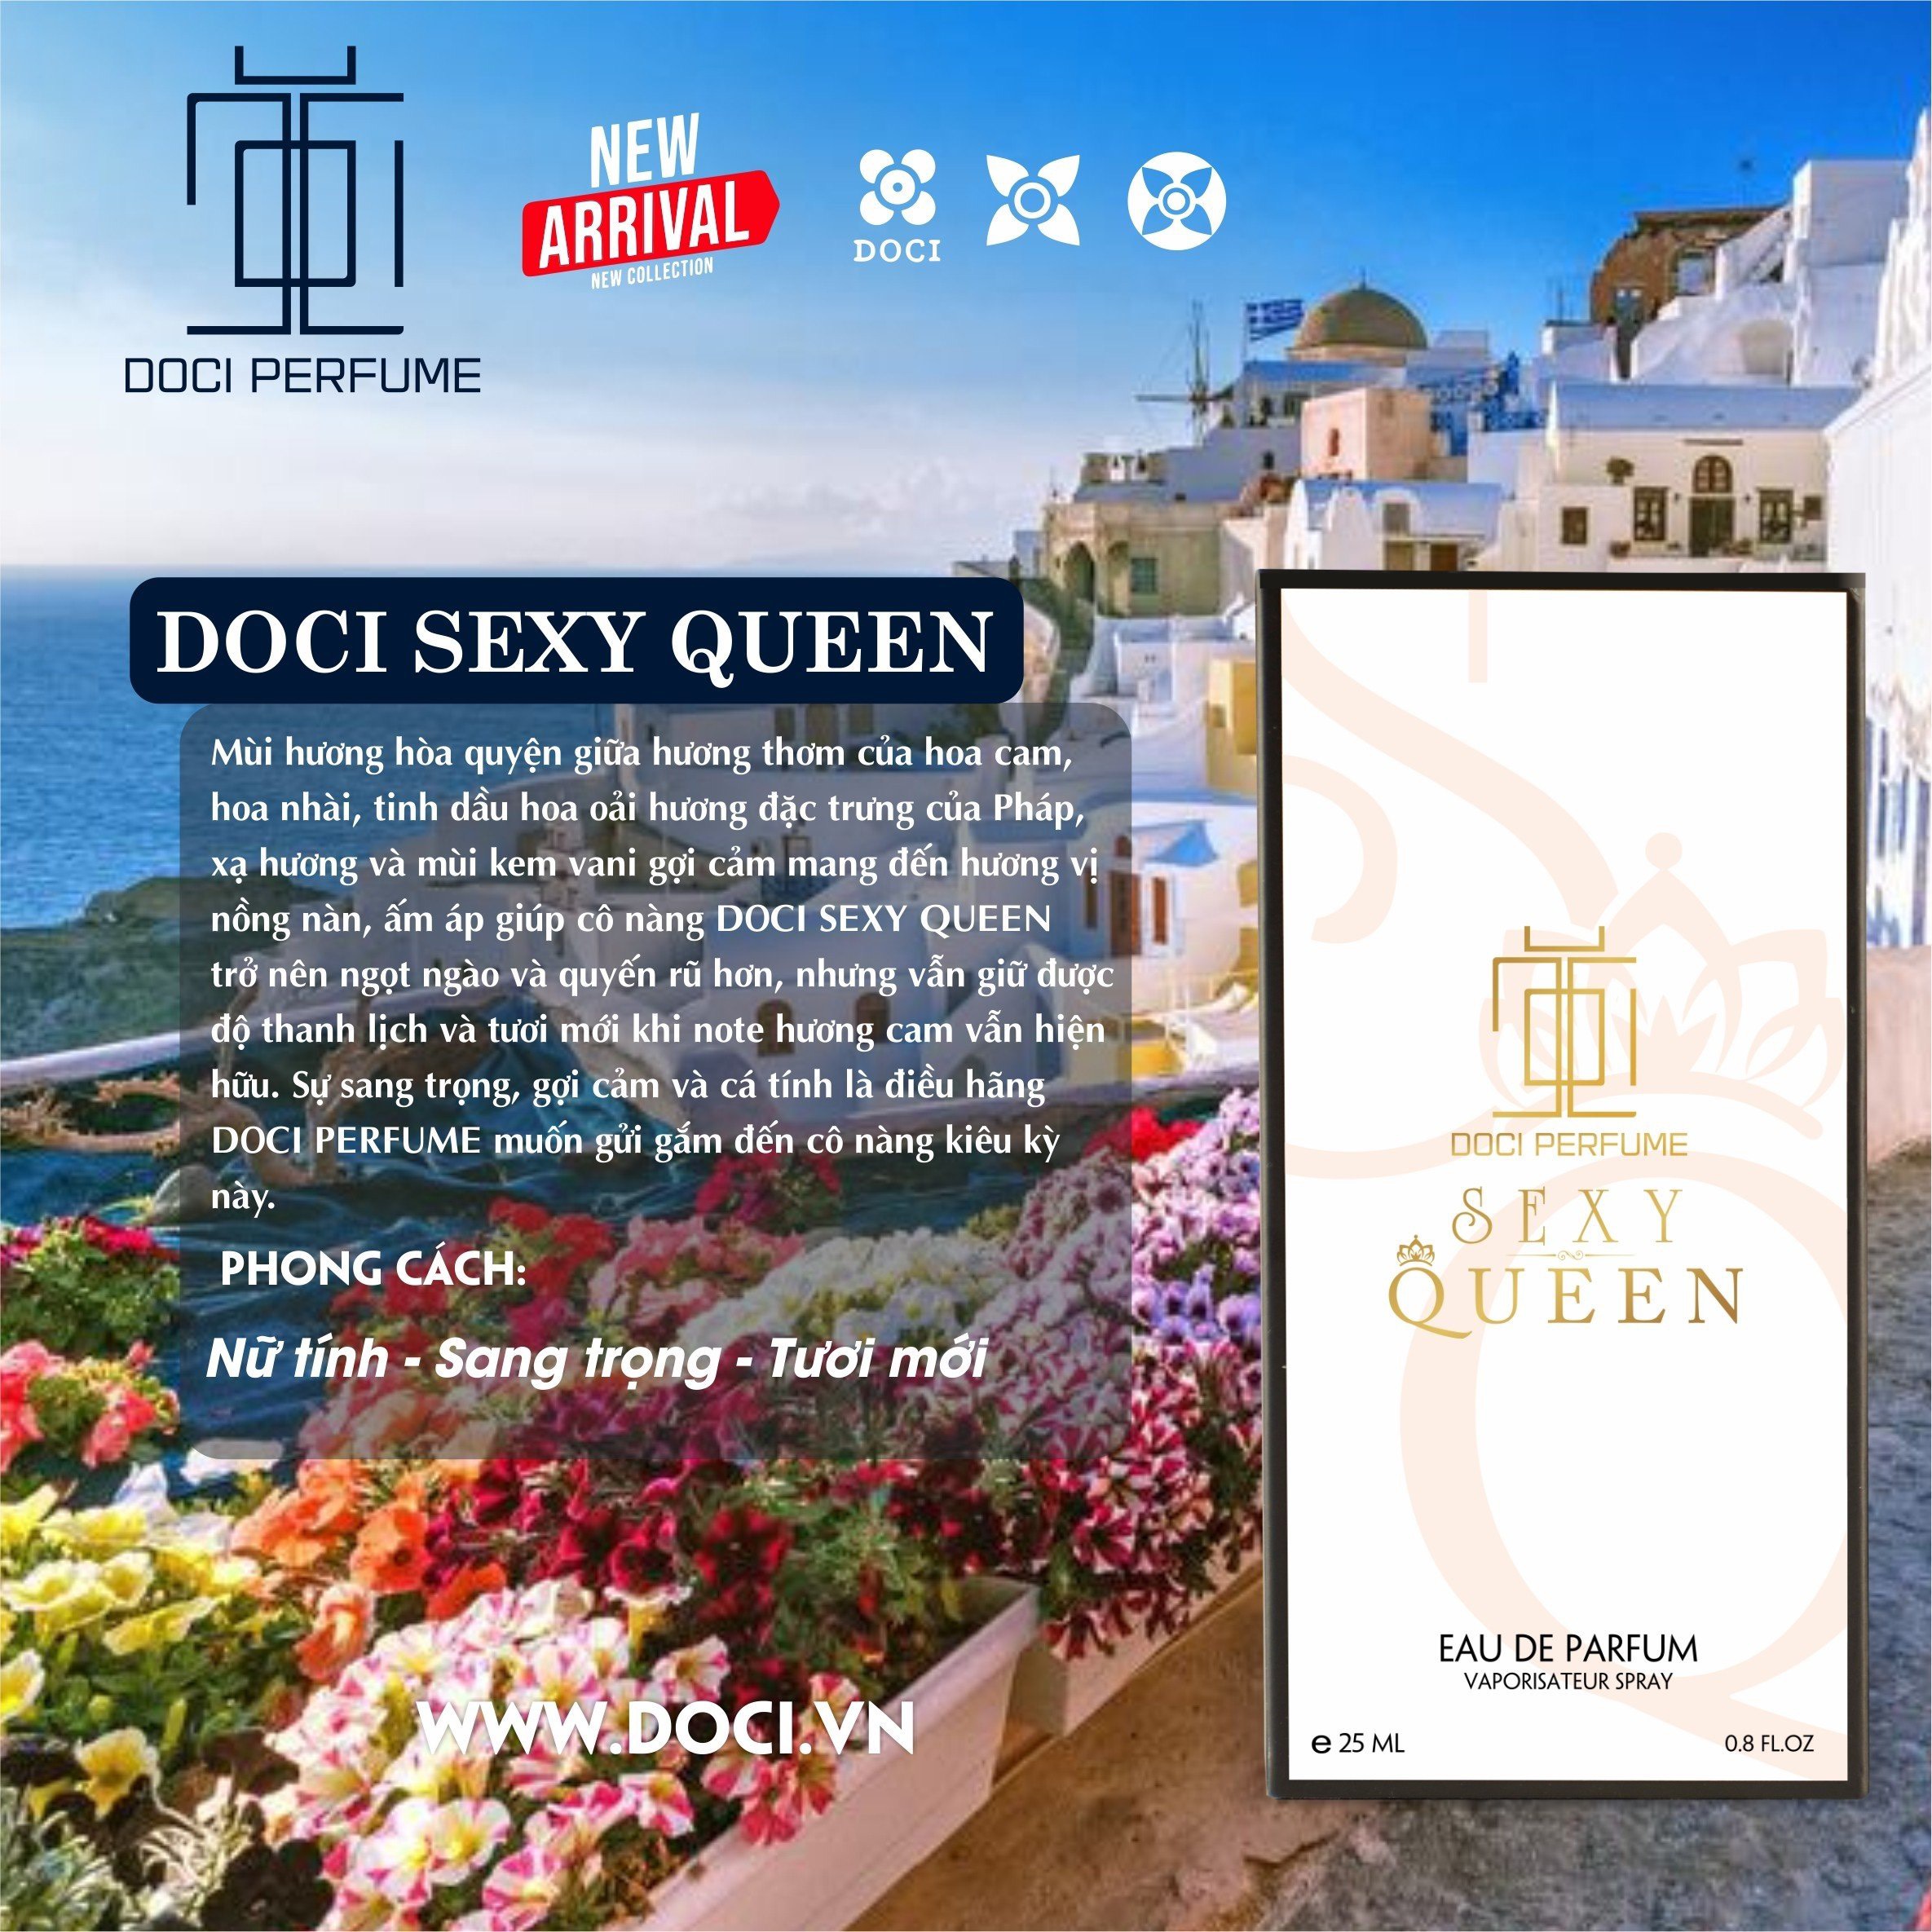 DOCI PERFUME
NEW
ARRIVAL
NEW COLLECTION
DOCI
DOCI SEXY QUEEN
Mùi hương hòa quyện giữa hương thơm của hoa cam,
hoa nhài, tinh dầu hoa oải hương đặc trưng của Pháp,
xạ hương và mùi kem vani gợi cảm mang đến hương vị
nồng nàn, ấm áp giúp cô nàng DOCI SEXY QUEEN
trở nên ngọt ngào và quyến rũ hơn, nhưng vẫn giữ được
độ thanh lịch và tươi mới khi note hương cam vẫn hiện
hữu. Sự sang trọng, gợi cảm và cá tính là điều hãng
DOCI PERFUME muốn gửi gắm đến cô nàng kiêu kỳ
này.
PHONG CÁCH:
Nữ tính - Sang trọng - Tươi mới
WWW.DOCI.VN
DOCI PERFUME
SEXY
QUEEN
EAU DE PARFUM
VAPORISATEUR SPRAY
℮ 25 ML
0.8 FL.OZ